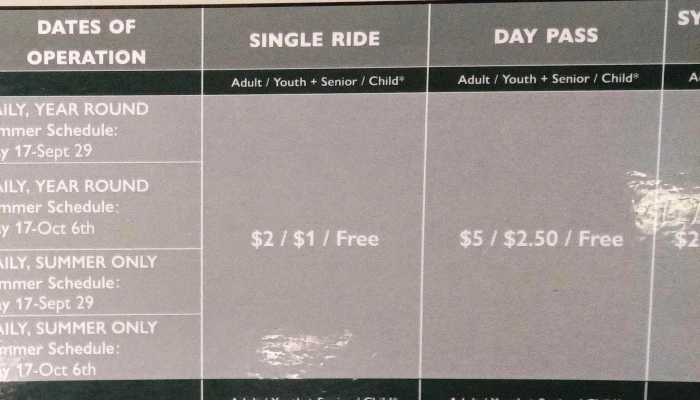 DATES OF
OPERATION
SINGLE RIDE
DAY PASS
SY
Adult / Youth + Senior / Child*
Adult / Youth + Senior / Child*
A
AILY, YEAR ROUND
mmer Schedule:
y 17-Sept 29
AILY, YEAR ROUND
mmer Schedule:
y 17-Oct 6th
AILY, SUMMER ONLY
mmer Schedule:
y 17-Sept 29
AILY, SUMMER ONLY
mmer Schedule:
y 17-Oct 6th
$2 / $1 / Free
$5 / $2.50 / Free
$2